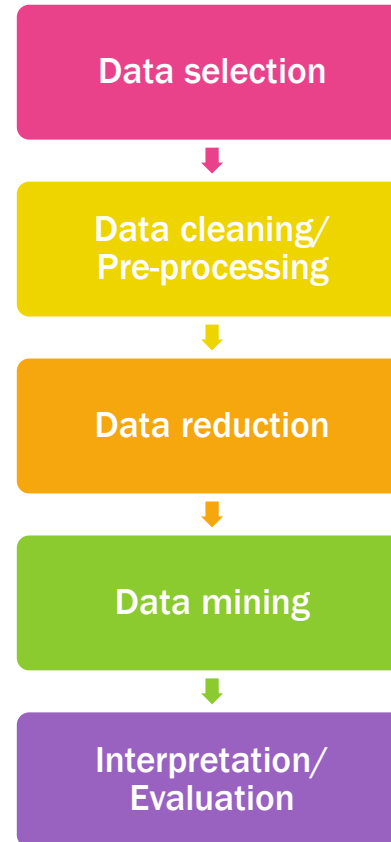 Data selection
Data cleaning/
Pre-processing
Data reduction
Data mining
Interpretation/
Evaluation